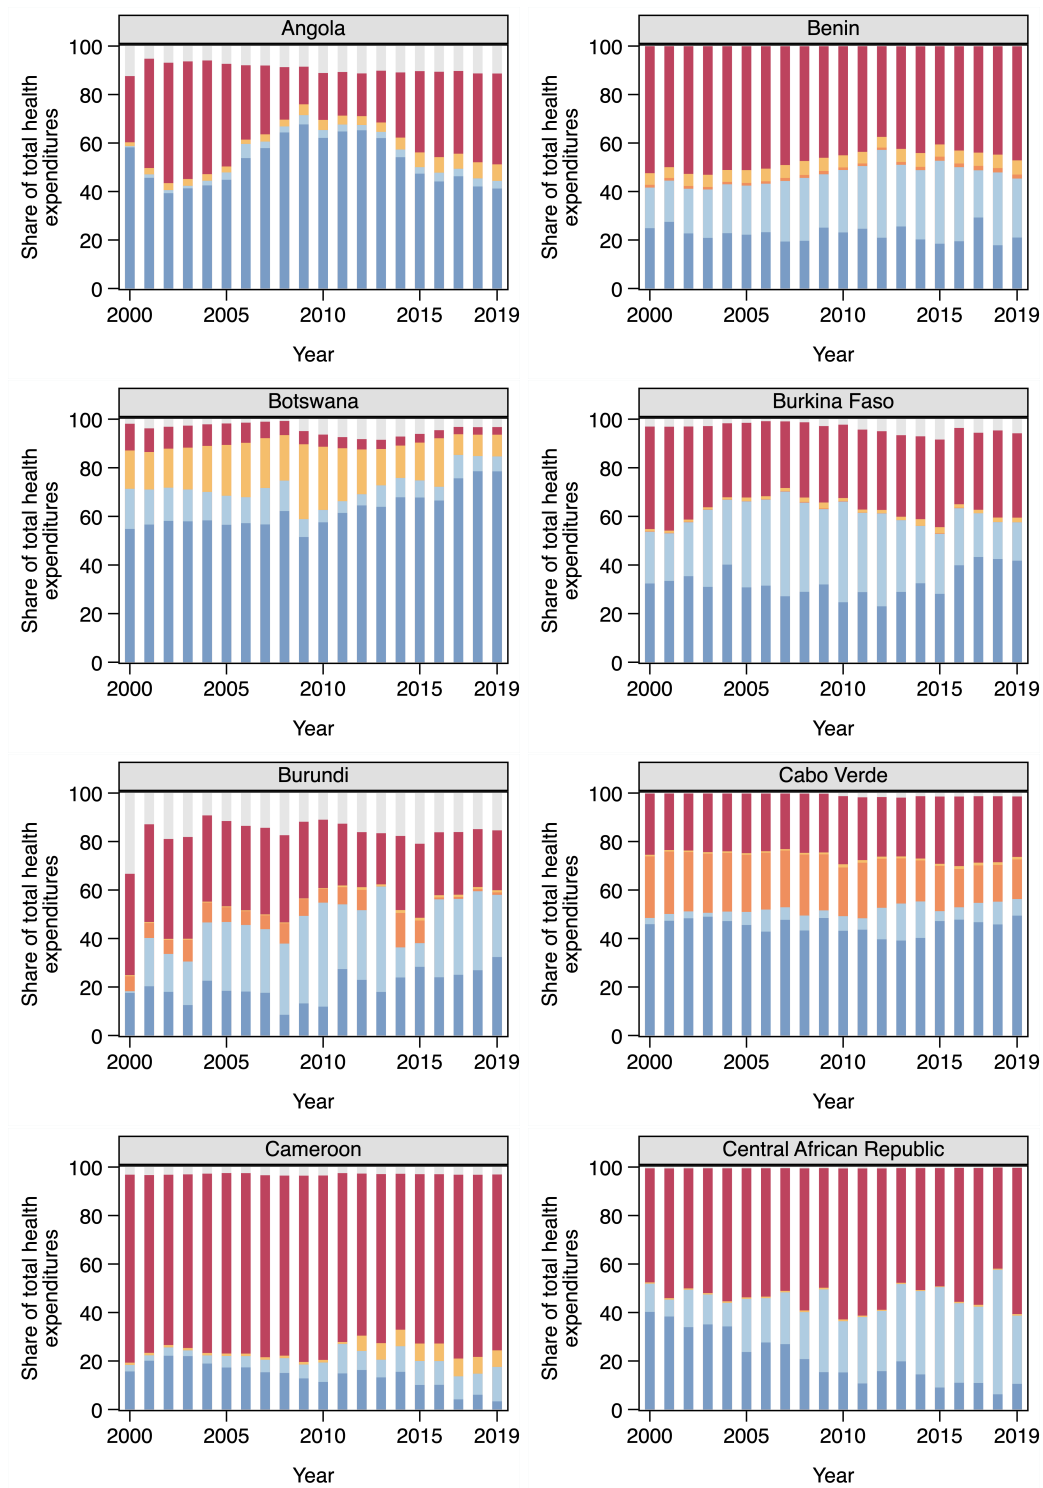 Angola
Share of total health
expenditures
100
80
60
40
20
0
2000 2005 2010 2015 2019
Year
Benin
Share of total health
expenditures
100
80
60
40
20
0
2000 2005 2010 2015 2019
Year
Botswana
Share of total health
expenditures
100
80
60
40
20
0
2000 2005 2010 2015 2019
Year
Burkina Faso
Share of total health
expenditures
100
80
60
40
20
0
2000 2005 2010 2015 2019
Year
Burundi
Share of total health
expenditures
100
80
60
40
20
0
2000 2005 2010 2015 2019
Year
Cabo Verde
Share of total health
expenditures
100
80
60
40
20
0
2000 2005 2010 2015 2019
Year
Cameroon
Share of total health
expenditures
100
80
60
40
20
0
2000 2005 2010 2015 2019
Year
Central African Republic
Share of total health
expenditures
100
80
60
40
20
0
2000 2005 2010 2015 2019
Year